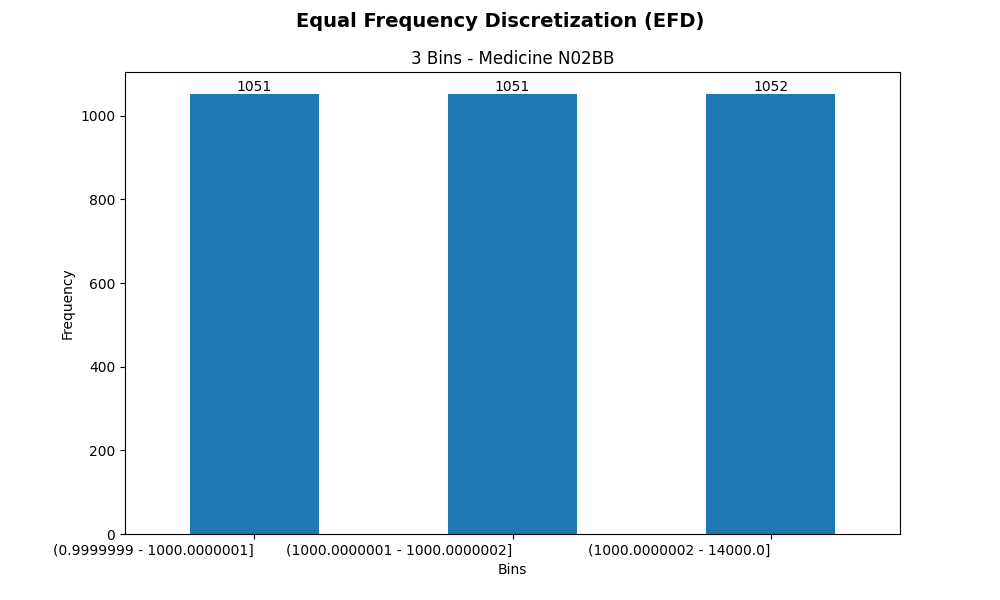 Equal Frequency Discretization (EFD)
3 Bins - Medicine N02BB
1051 1051 1052
1000
800
600
400
200
0
Frequency
(0.9999999 - 1000.0000001] (1000.0000001 - 1000.0000002] (1000.0000002 - 14000.0]
Bins